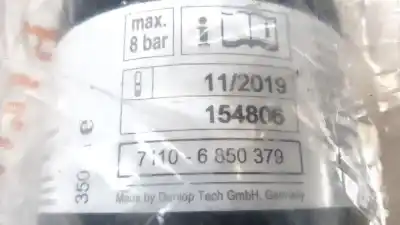 max.
8 bar
i
11/2019
154806
7110 - 6 850 379
350
e
Made by Dunlop Tech GmbH, Germany